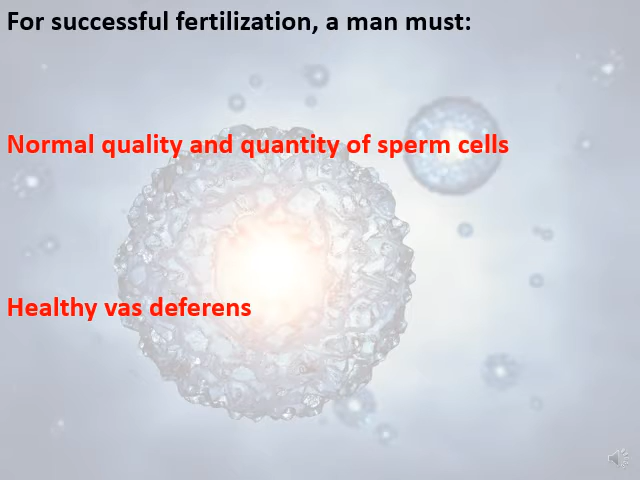 For successful fertilization, a man must:
Normal quality and quantity of sperm cells
Healthy vas deferens